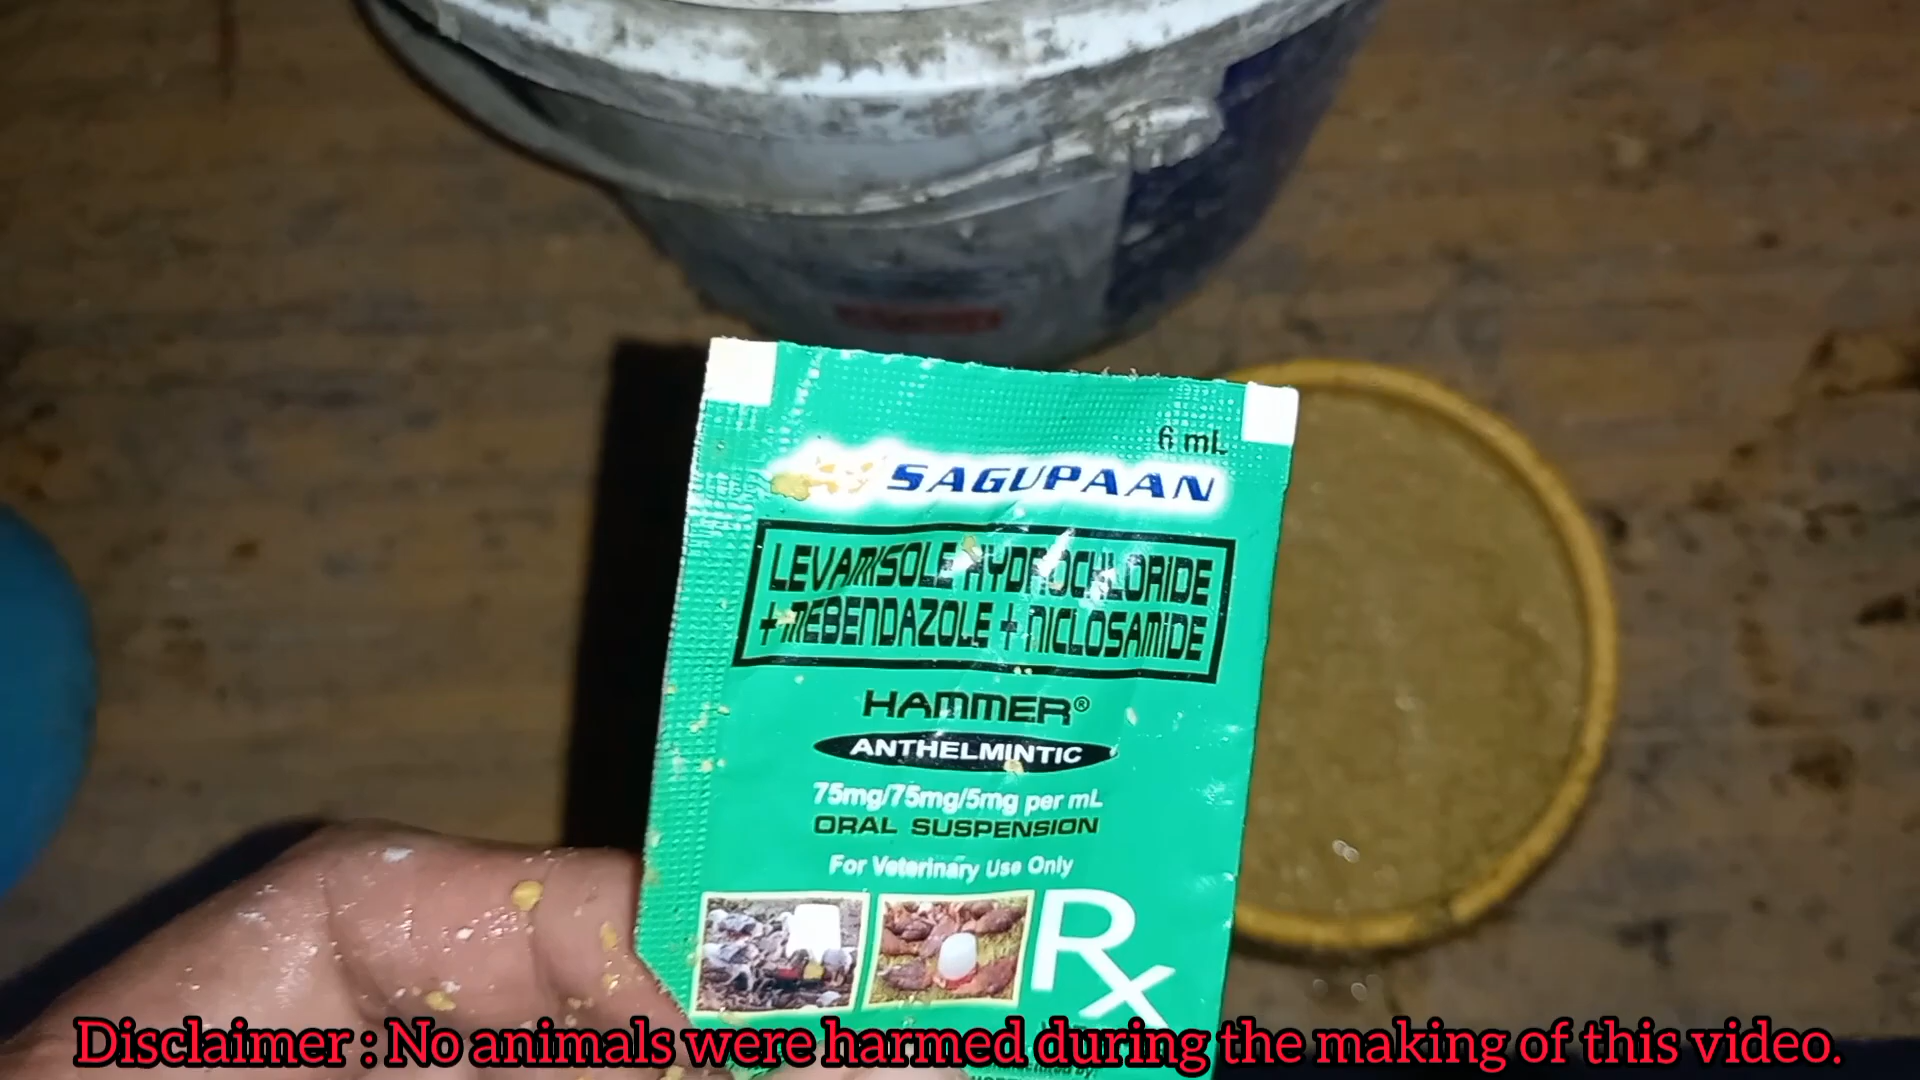 6 mL
SAGUPAAN
LEVAMISOLE HYDROCHLORIDE
+ MEBENDAZOLE + NICLOSAMIDE
HAMMER®
ANTHELMINTIC
75mg/75mg/5mg per mL
ORAL SUSPENSION
For Veterinary Use Only
Rx
Disclaimer : No animals were harmed during the making of this video.